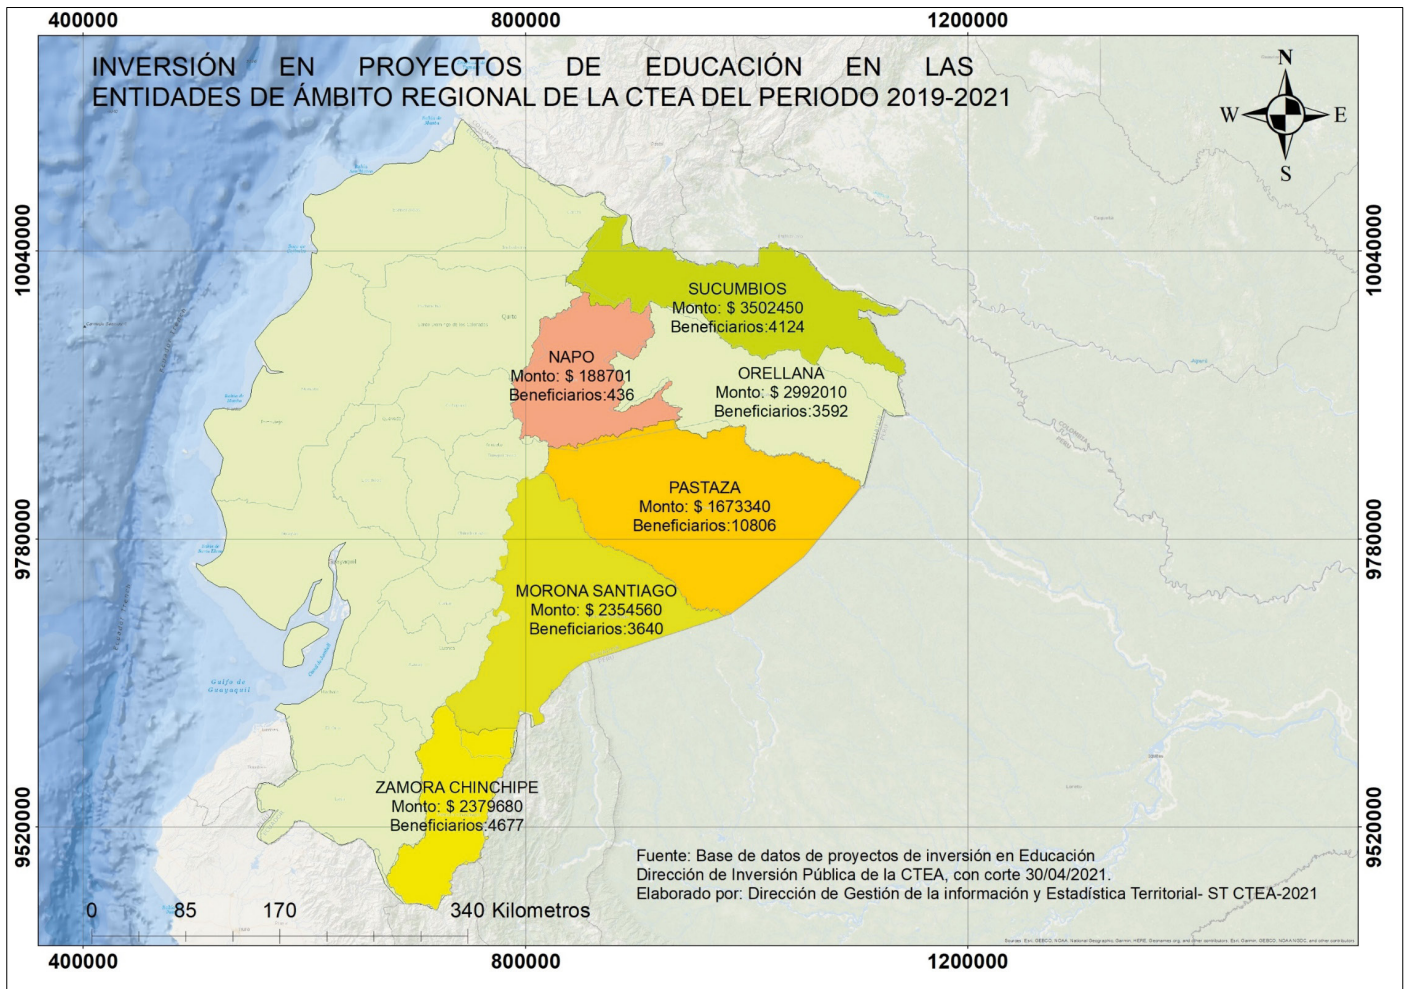 400000 800000 1200000
INVERSIÓN EN PROYECTOS DE EDUCACIÓN EN LAS
ENTIDADES DE ÁMBITO REGIONAL DE LA CTEA DEL PERIODO 2019-2021
N
W E
S
10040000 10040000
SUCUMBIOS
Monto: $ 3502450
Beneficiarios:4124
NAPO
Monto: $ 188701
Beneficiarios:436
ORELLANA
Monto: $ 2992010
Beneficiarios:3592
PASTAZA
Monto: $ 1673340
Beneficiarios:10806
9780000 9780000
MORONA SANTIAGO
Monto: $ 2354560
Beneficiarios:3640
Golfo de
Guayaquil
ZAMORA CHINCHIPE
Monto: $ 2379680
Beneficiarios:4677
9520000 9520000
Fuente: Base de datos de proyectos de inversión en Educación
Dirección de Inversión Pública de la CTEA, con corte 30/04/2021.
Elaborado por: Dirección de Gestión de la información y Estadística Territorial- ST CTEA-2021
0 85 170 340 Kilometros
400000 800000 1200000